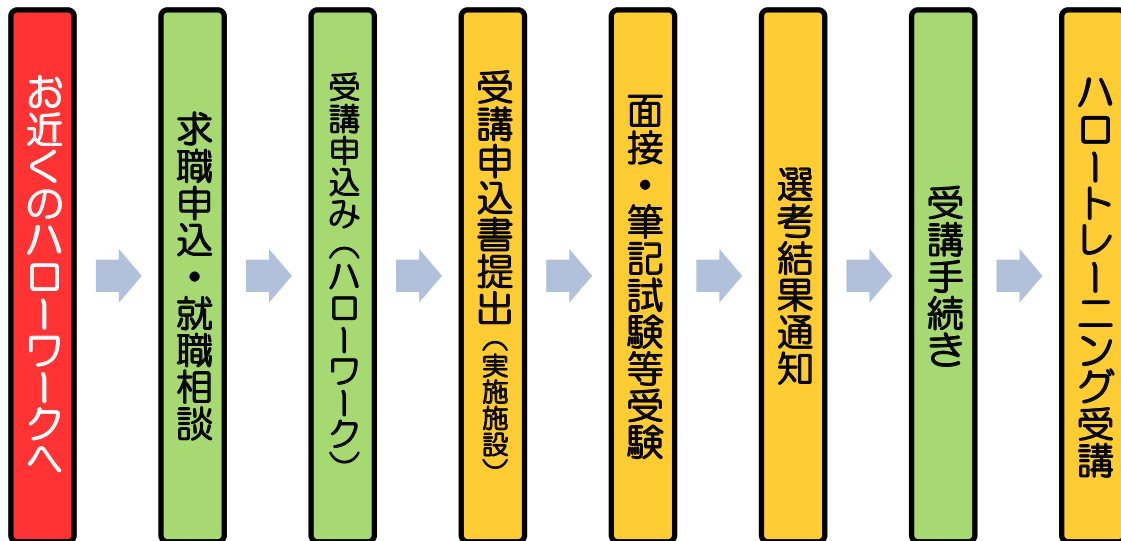 お近くのハローワークへ
求職申込・就職相談
受講申込み（ハローワーク）
受講申込書提出（実施施設）
面接・筆記試験等受験
選考結果通知
受講手続き
ハロートレーニング受講